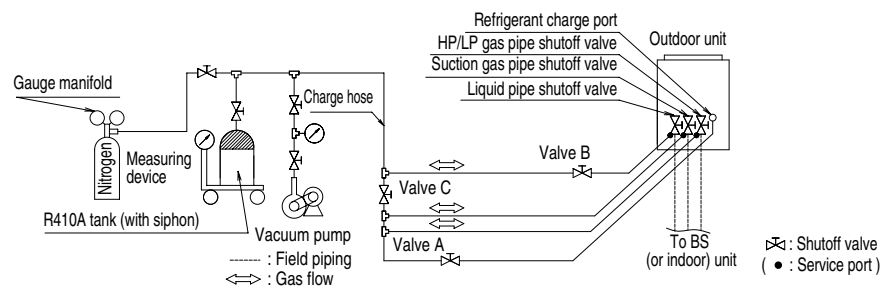 Refrigerant charge port
HP/LP gas pipe shutoff valve
Outdoor unit
Suction gas pipe shutoff valve
Gauge manifold
Liquid pipe shutoff valve
Charge hose
Nitrogen
Measuring
device
Valve B
Valve C
R410A tank (with siphon)
Vacuum pump
Valve A
To BS
(or indoor) unit
: Field piping
: Gas flow
: Shutoff valve
( ● : Service port )